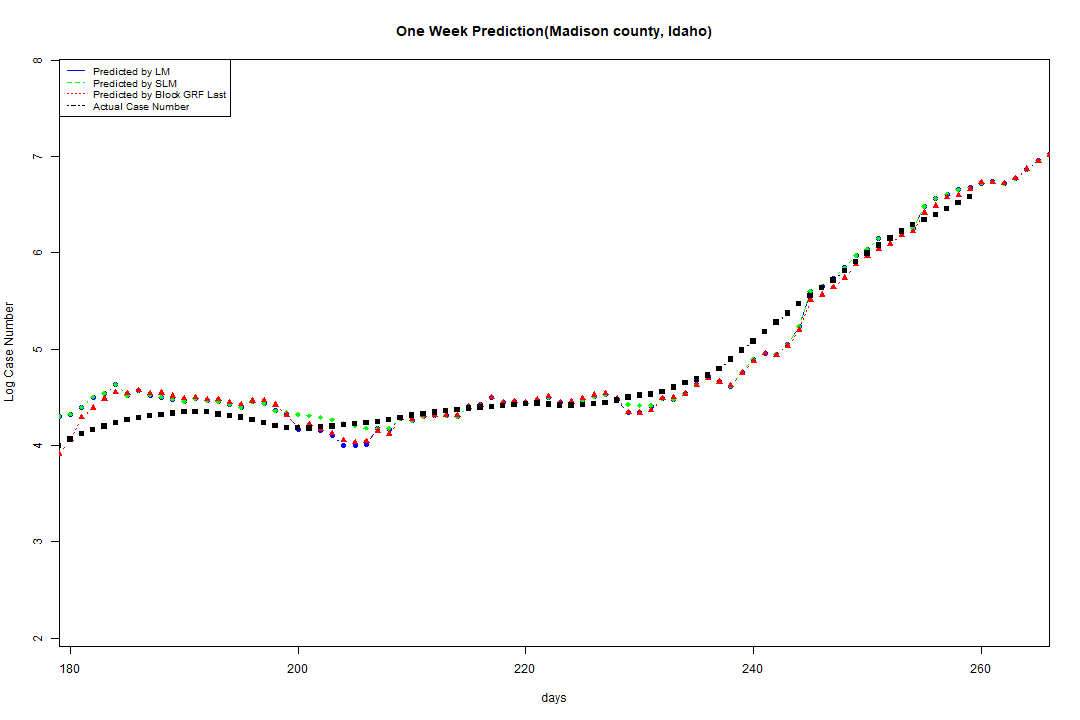 One Week Prediction(Madison county, Idaho)
Predicted by LM
Predicted by SLM
Predicted by Block GRF Last
Actual Case Number
8
7
6
5
4
3
2
Log Case Number
180 200 220 240 260
days